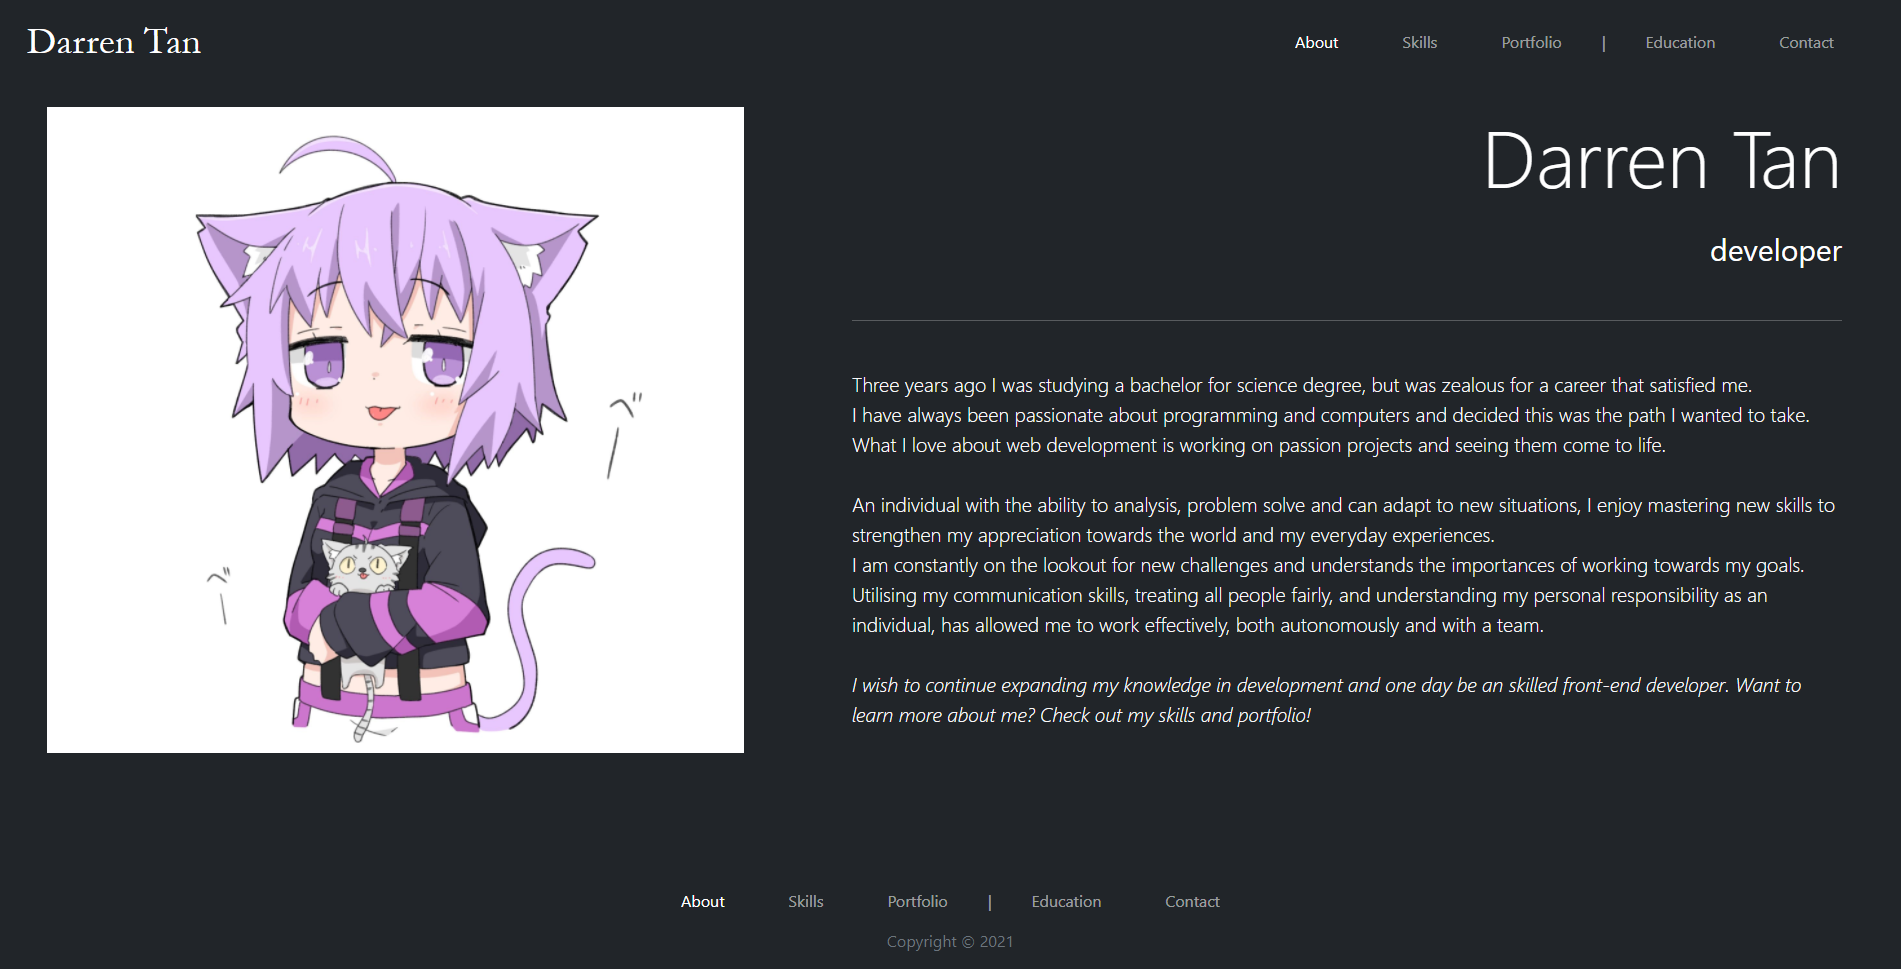 Darren Tan
About Skills Portfolio | Education Contact
Darren Tan
developer
べ"
ー
べ"
ー
Three years ago I was studying a bachelor for science degree, but was zealous for a career that satisfied me.
I have always been passionate about programming and computers and decided this was the path I wanted to take.
What I love about web development is working on passion projects and seeing them come to life.
An individual with the ability to analysis, problem solve and can adapt to new situations, I enjoy mastering new skills to
strengthen my appreciation towards the world and my everyday experiences.
I am constantly on the lookout for new challenges and understands the importances of working towards my goals.
Utilising my communication skills, treating all people fairly, and understanding my personal responsibility as an
individual, has allowed me to work effectively, both autonomously and with a team.
I wish to continue expanding my knowledge in development and one day be an skilled front-end developer. Want to
learn more about me? Check out my skills and portfolio!
About Skills Portfolio | Education Contact
Copyright © 2021